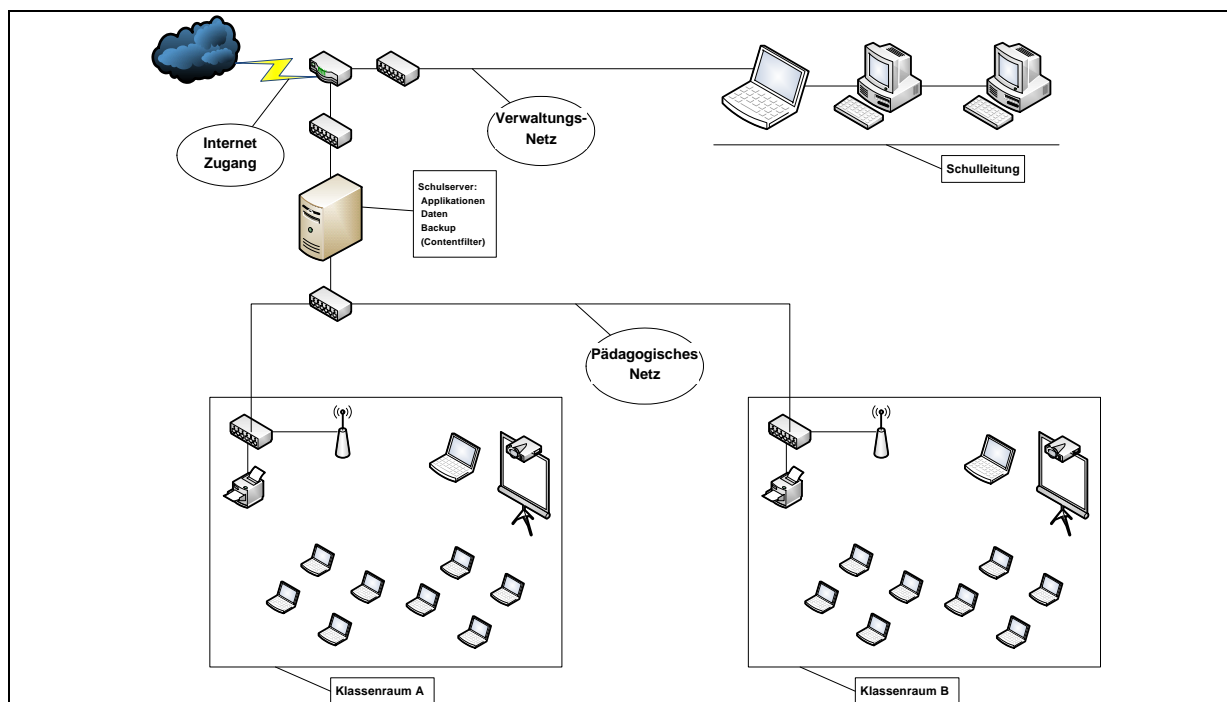 Internet
Zugang
Verwaltungs-
Netz
Schulleitung
Schulserver:
Applikationen
Daten
Backup
(Contentfilter)
Pädagogisches
Netz
Klassenraum A
Klassenraum B